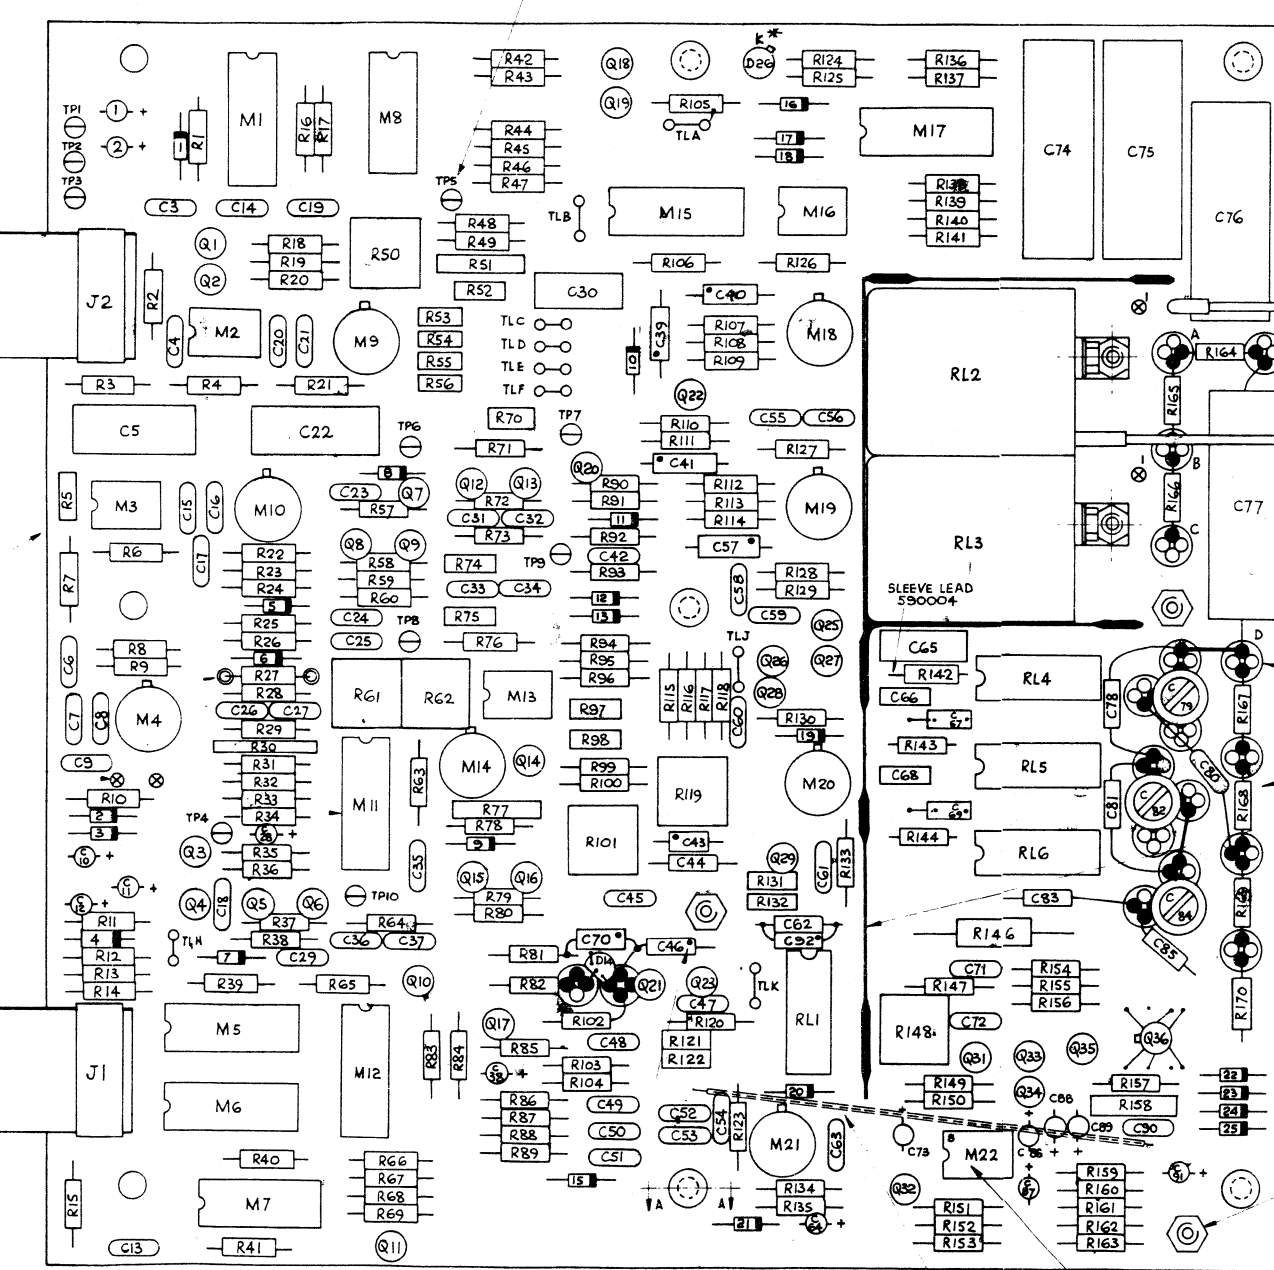 K*
R42
Q18
D26
R124
R136
R43
R125
R137
TP1
1 +
M1
R16
R17
M8
Q19
R105
16
TLA
R1
1
M17
C74
C75
TP2
2 +
R44
17
R45
18
R46
TP3
TP5
R47
R139
C3
C14
C19
TLB
M15
M16
R140
C76
Q1
R18
R50
R48
R141
R19
R49
Q2
R20
R51
R106
R126
J2
R2
R52
C30
C40
C4
M2
C20
C21
M9
R53
TLC
C39
R107
M18
A
R54
TLD
R108
R164
R55
TLE
10
R109
R3
R4
R21
R56
TLF
Q22
RL2
R165
C5
C22
TP6
R70
TP7
R110
C55
C56
R111
R71
R127
8
C41
B
Q20
R5
M3
C15
C16
M10
C23
Q7
Q12
Q13
R90
R112
M19
R166
C77
R57
R72
R91
R113
C31
C32
11
R114
R6
C17
Q8
Q9
R73
R92
C57
RL3
C
R22
R58
R74
TP9
C42
R7
R23
R59
R93
C58
R128
R24
R60
C33
C34
R129
SLEEVE LEAD
590004
5
C24
R75
12
C59
R25
TP8
13
Q25
C6
R8
R26
C25
R76
R94
TLJ
C65
D
R9
6
R95
Q26
Q27
R142
RL4
R27
R61
R62
M13
R96
R115
R116
R117
R118
Q28
C66
C78
C
79
R167
C7
C8
M4
R28
C26
C27
R97
C60
R130
C
67
R29
R98
19
R143
C9
R30
M11
R63
M14
Q14
R99
M20
C68
RL5
C80
R31
R100
R119
R10
R32
C81
C
82
R168
2
R33
R77
C
69
3
R34
TP4
C
28
+
R78
R101
R144
C
10
+
Q3
R35
9
C43
Q29
C61
R133
RL6
R36
C35
C44
R131
C
11
+
Q4
C18
Q5
Q6
TP10
Q15
Q16
R79
C45
R132
C83
C
84
C
12
+
R80
R11
R37
R64
C62
R146
4
TLH
R38
C36
C37
C70
C46
C92
C85
R12
7
C29
R81
D14
R13
R39
R65
Q10
R82
Q21
Q23
TLK
C71
R154
R14
C47
R147
R155
R170
R156
M5
M12
R83
R84
Q17
R102
R120
RL1
R148
C72
Q36
R85
C48
R121
Q31
Q33
Q35
J1
C
38
+
R103
R122
R104
20
R149
Q34
R157
22
M6
R86
C49
C52
C54
R123
R150
C88
R158
23
R87
24
R88
C50
C53
M21
C63
C73
8
C89
C90
25
R40
R66
R89
C51
M22
R15
R67
15
R134
Q32
C
87
R159
C
91
+
M7
R68
A
A
R135
R151
R160
R69
21
C
64
+
R152
R161
C13
R41
Q11
R153
R162
R163